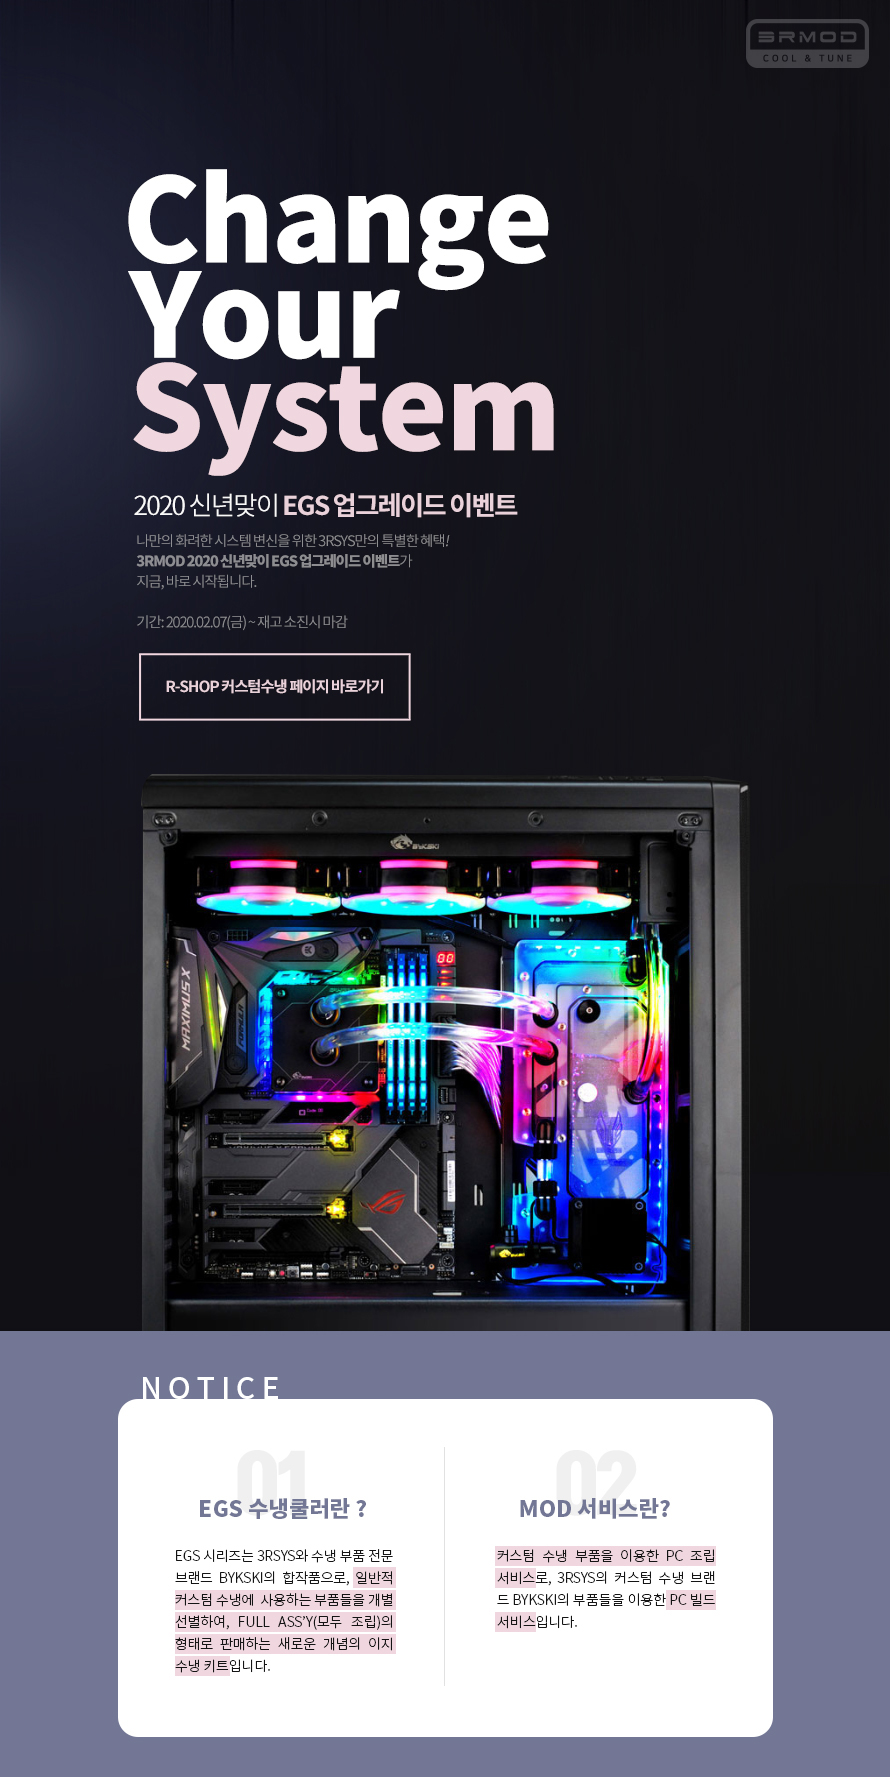 3RMOD
COOL & TUNE
Change
Your
System
2020 신년맞이 EGS 업그레이드 이벤트
나만의 화려한 시스템 변신을 위한 3RSYS만의 특별한 혜택!
3RMOD 2020 신년맞이 EGS 업그레이드 이벤트가
지금, 바로 시작됩니다.
기간: 2020.02.07(금) ~ 재고 소진시 마감
R-SHOP 커스텀수냉 페이지 바로가기
BYKSKI
MAXIMUS X
FORMULA
NOTICE
01
EGS 수냉쿨러란 ?
EGS 시리즈는 3RSYS와 수냉 부품 전문
브랜드 BYKSKI의 합작품으로, 일반적
커스텀 수냉에 사용하는 부품들을 개별
선별하여, FULL ASS'Y(모두 조립)의
형태로 판매하는 새로운 개념의 이지
수냉 키트입니다.
02
MOD 서비스란?
커스텀 수냉 부품을 이용한 PC 조립
서비스로, 3RSYS의 커스텀 수냉 브랜
드 BYKSKI의 부품들을 이용한 PC 빌드
서비스입니다.